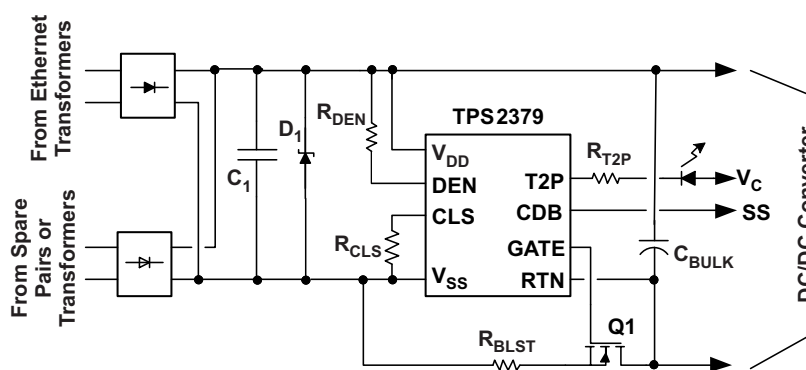 From Ethernet
Transformers
From Spare
Pairs or
Transformers
C1
D1
RDEN
RCLS
TPS2379
VDD
DEN
CLS
VSS
T2P
CDB
GATE
RTN
RT2P
VC
SS
CBULK
RBLST
Q1
DC/DC Converter